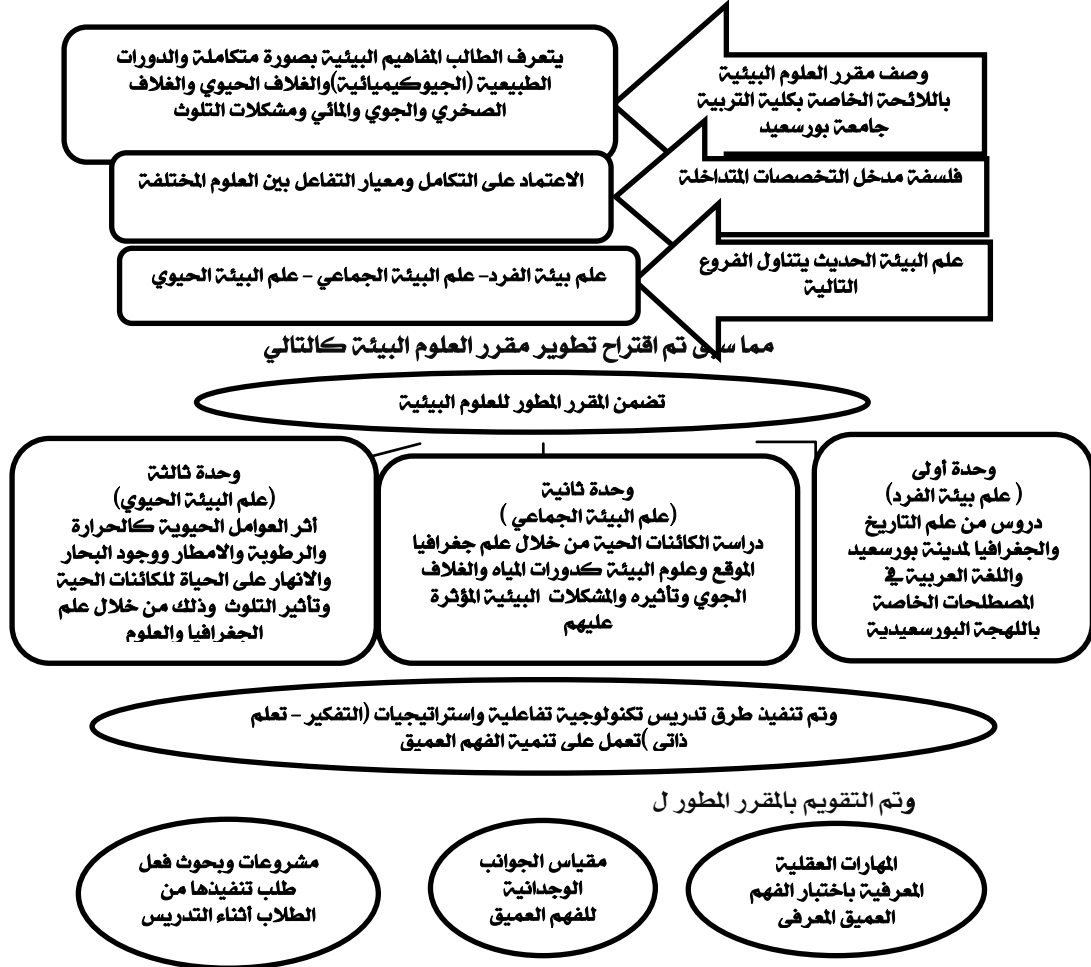 وصف مقرر العلوم البيئية
باللائحة الخاصة بكلية التربية
جامعة بورسعيد
يتعرف الطالب المفاهيم البيئية بصورة متكاملة والدورات
الطبيعية (الجيوكيميائية)والغلاف الحيوي والغلاف
الصخري والجوي والمائي ومشكلات التلوث
فلسفة مدخل التخصصات المتداخلة
الاعتماد على التكامل ومعيار التفاعل بين العلوم المختلفة
علم البيئة الحديث يتناول الفروع
التالية
علم بيئة الفرد– علم البيئة الجماعي – علم البيئة الحيوي
مما سبق تم اقتراح تطوير مقرر العلوم البيئة كالتالي
تضمن المقرر المطور للعلوم البيئية
وحدة أولى
( علم بيئة الفرد)
دروس من علم التاريخ
والجغرافيا لمدينة بورسعيد
واللغة العربية في
المصطلحات الخاصة
باللهجة البورسعيدية
وحدة ثانية
(علم البيئة الجماعي )
دراسة الكائنات الحية من خلال علم جغرافيا
الموقع وعلوم البيئة كدورات المياه والغلاف
الجوي وتأثيره والمشكلات البيئية المؤثرة
عليهم
وحدة ثالثة
(علم البيئة الحيوي)
أثر العوامل الحيوية كالحرارة
والرطوبة والامطار ووجود البحار
والانهار على الحياة للكائنات الحية
وتأثير التلوث وذلك من خلال علم
الجغرافيا والعلوم
وتم تنفيذ طرق تدريس تكنولوجية تفاعلية واستراتيجيات (التفكير – تعلم
ذاتى )تعمل على تنمية الفهم العميق
وتم التقويم بالمقرر المطور ل
المهارات العقلية
المعرفية باختبار الفهم
العميق المعرفى
مقياس الجوانب
الوجدانية
للفهم العميق
مشروعات وبحوث فعل
طلب تنفيذها من
الطلاب أثناء التدريس